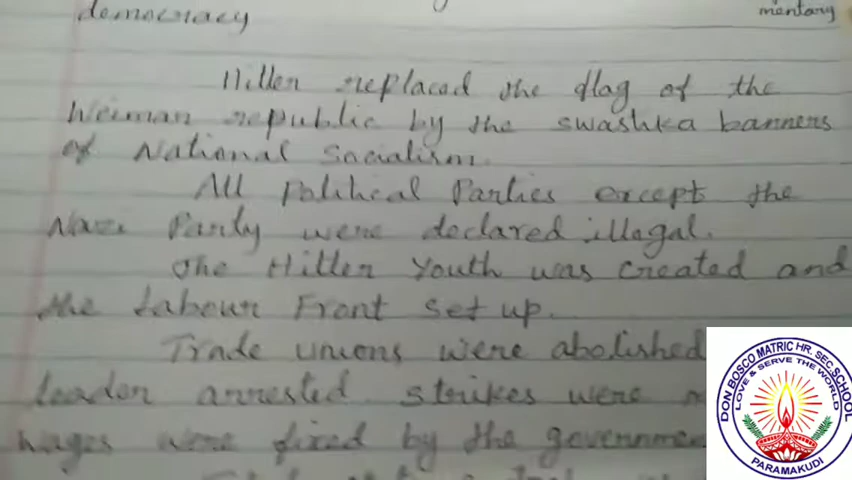 democracy
mentary
Hitler replaced the flag of the
Weimar republic by the swashka banners
of National Socialism.
All Political Parties except the
Nazi Party were declared illegal.
The Hitler Youth was created and
the Labour Front set up.
Trade unions were abolished
leader arrested strikes were
wages were fixed by the governmen
DON BOSCO MATRIC HR. SEC. SCHOOL
LOVE & SERVE THE WORLD
PARAMAKUDI